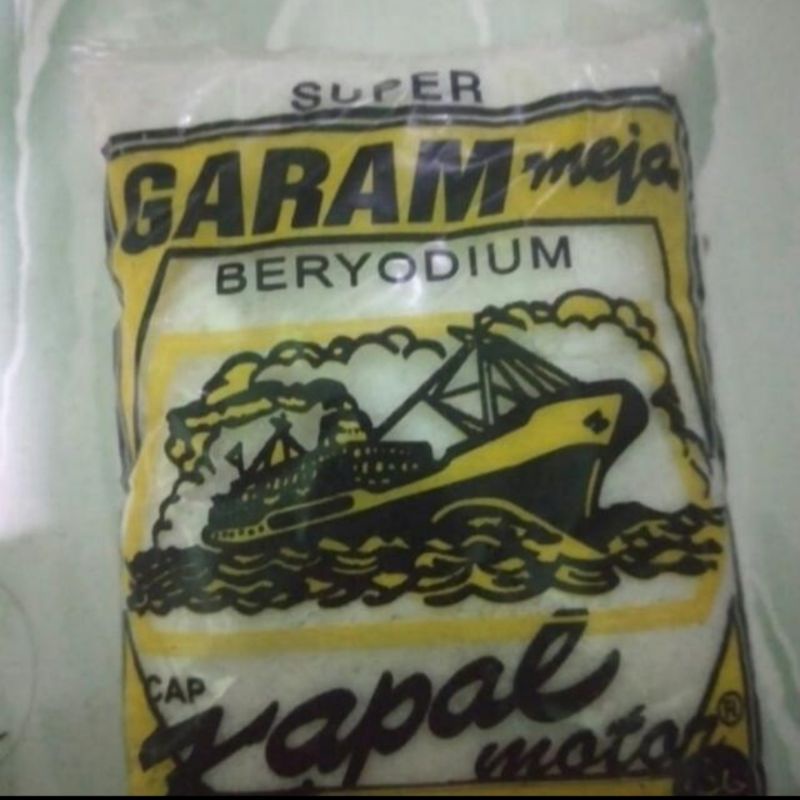 SUPER
GARAM meja
BERYODIUM
CAP
Kapal
motor ®